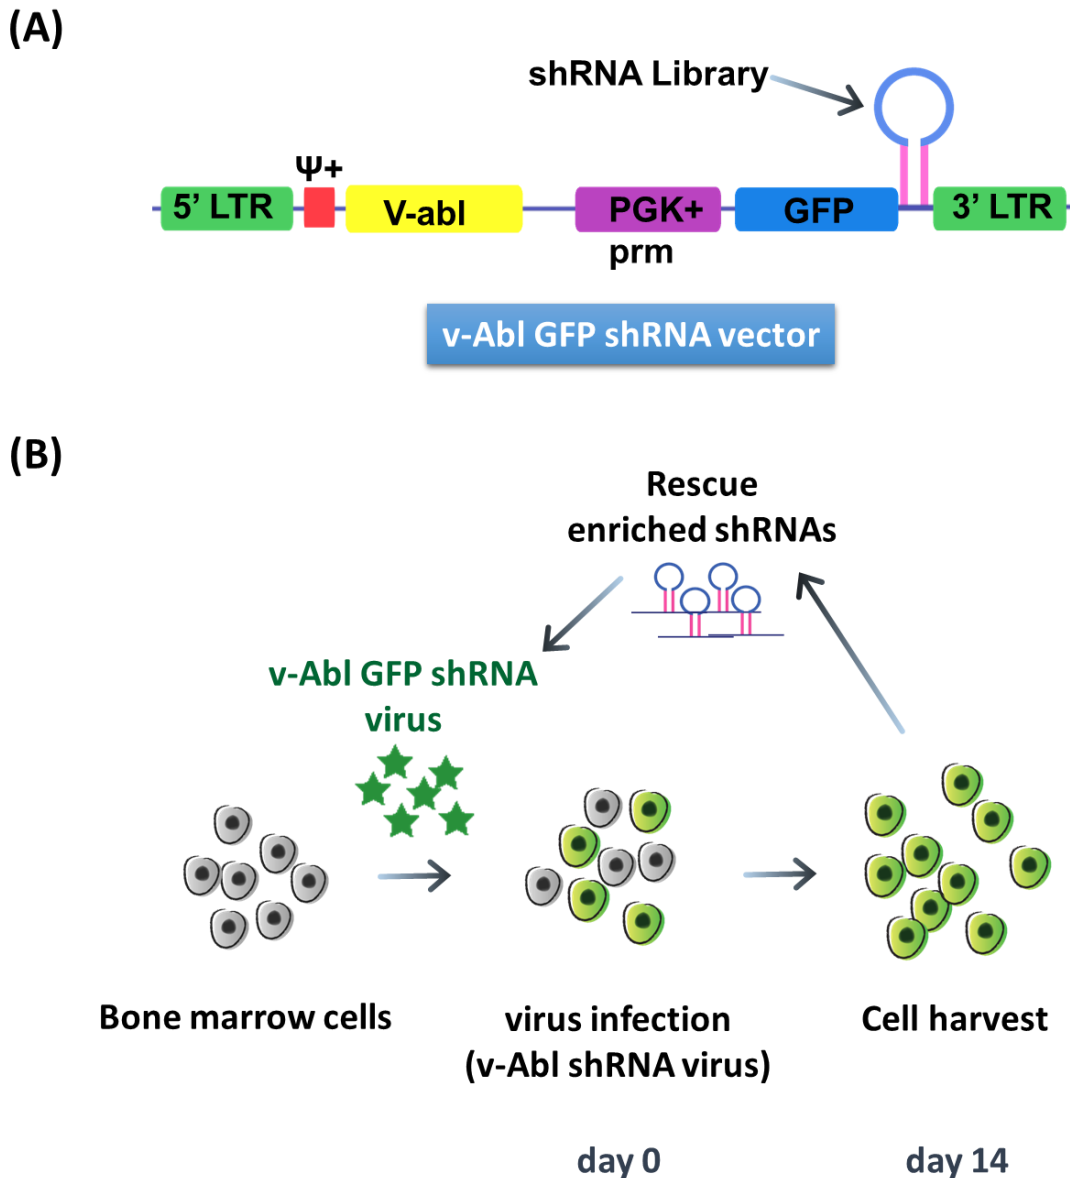 (A)
shRNA Library
Ψ+
5’ LTR
V-abl
PGK+
prm
GFP
3’ LTR
v-Abl GFP shRNA vector
(B)
Rescue
enriched shRNAs
v-Abl GFP shRNA
virus
Bone marrow cells
virus infection
(v-Abl shRNA virus)
Cell harvest
day 0
day 14